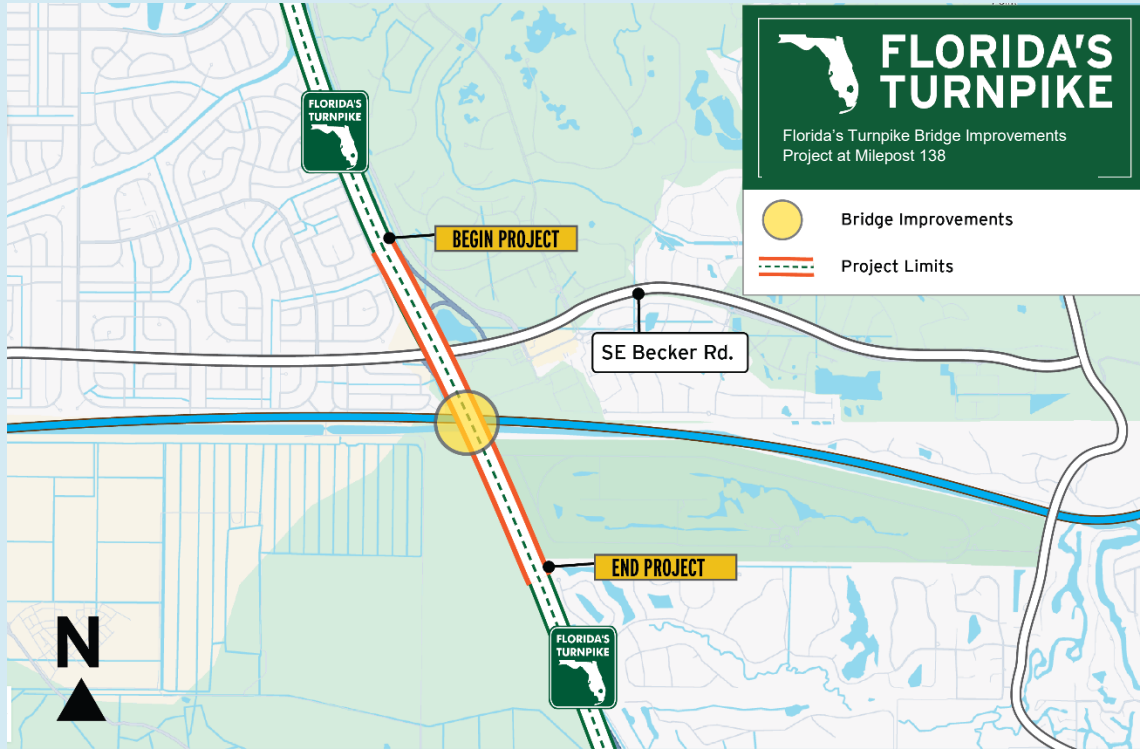 FLORIDA'S
TURNPIKE
Florida's Turnpike Bridge Improvements
Project at Milepost 138
Bridge Improvements
Project Limits
FLORIDA'S
TURNPIKE
BEGIN PROJECT
SE Becker Rd.
END PROJECT
FLORIDA'S
TURNPIKE
N